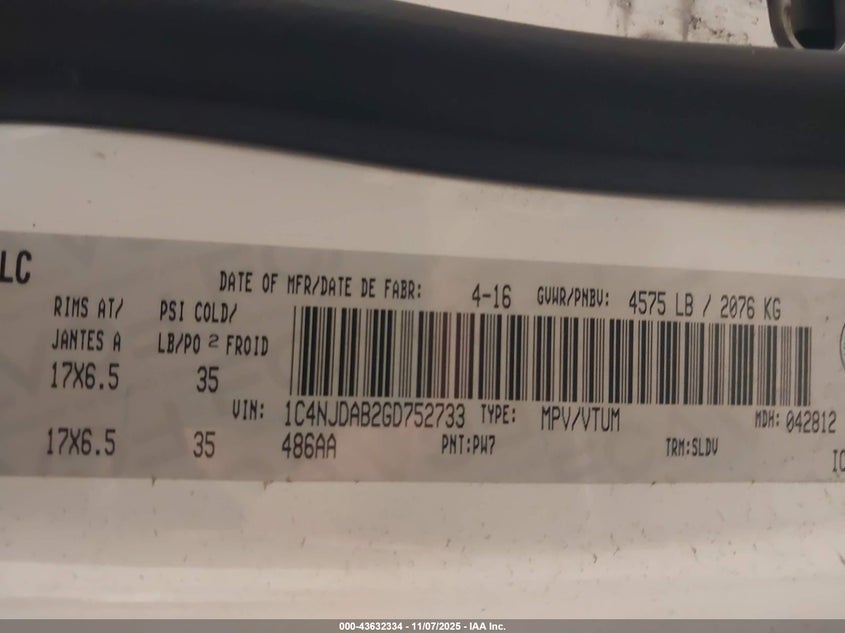 LC
DATE OF MFR/DATE DE FABR: 4-16 GVWR/PNBV: 4575 LB / 2076 KG
RIMS AT/ PSI COLD/
JANTES A LB/PO 2 FROID
17X6.5 35
VIN: 1C4NJDAB2GD752733 TYPE: MPV/VTUM MDH: 042812
17X6.5 35 486AA PNT:PW7 TRM:SLDV IC
000-43632334 | 11/07/2025 - IAA Inc.